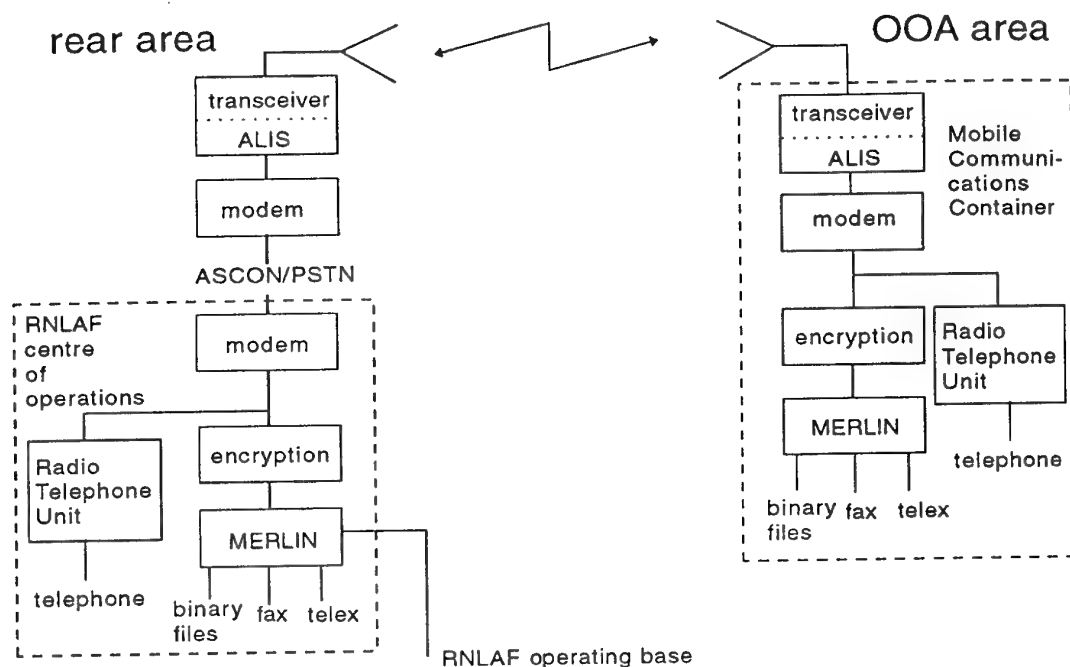 rear area
transceiver
ALIS
modem
ASCON/PSTN
RNLAF
centre
of
operations
modem
Radio
Telephone
Unit
encryption
MERLIN
telephone
binary
files
fax
telex
RNLAF operating base
OOA area
transceiver
ALIS
Mobile
Communi-
cations
Container
modem
encryption
Radio
Telephone
Unit
MERLIN
telephone
binary
files
fax
telex